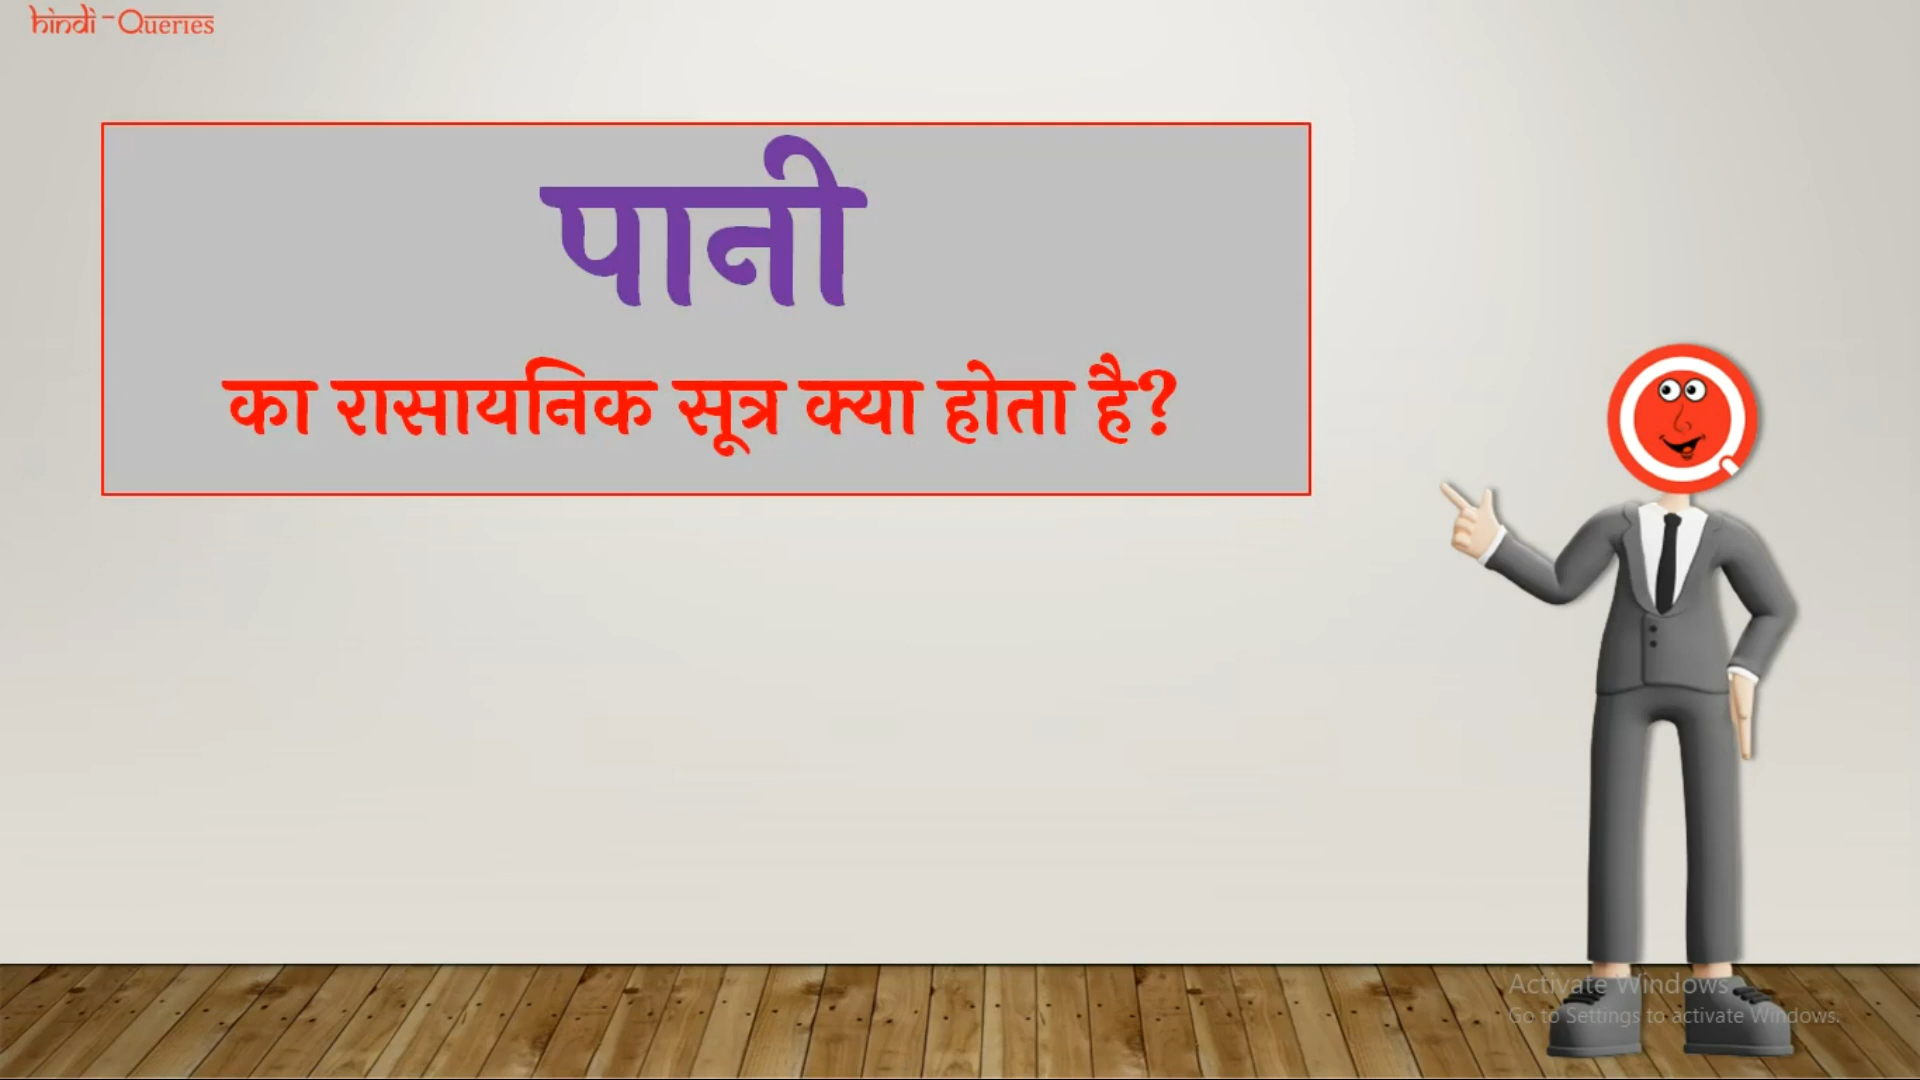 hindi-Queries
पानी
का रासायनिक सूत्र क्या होता है?
Activate Windows
Go to Settings to activate Windows.